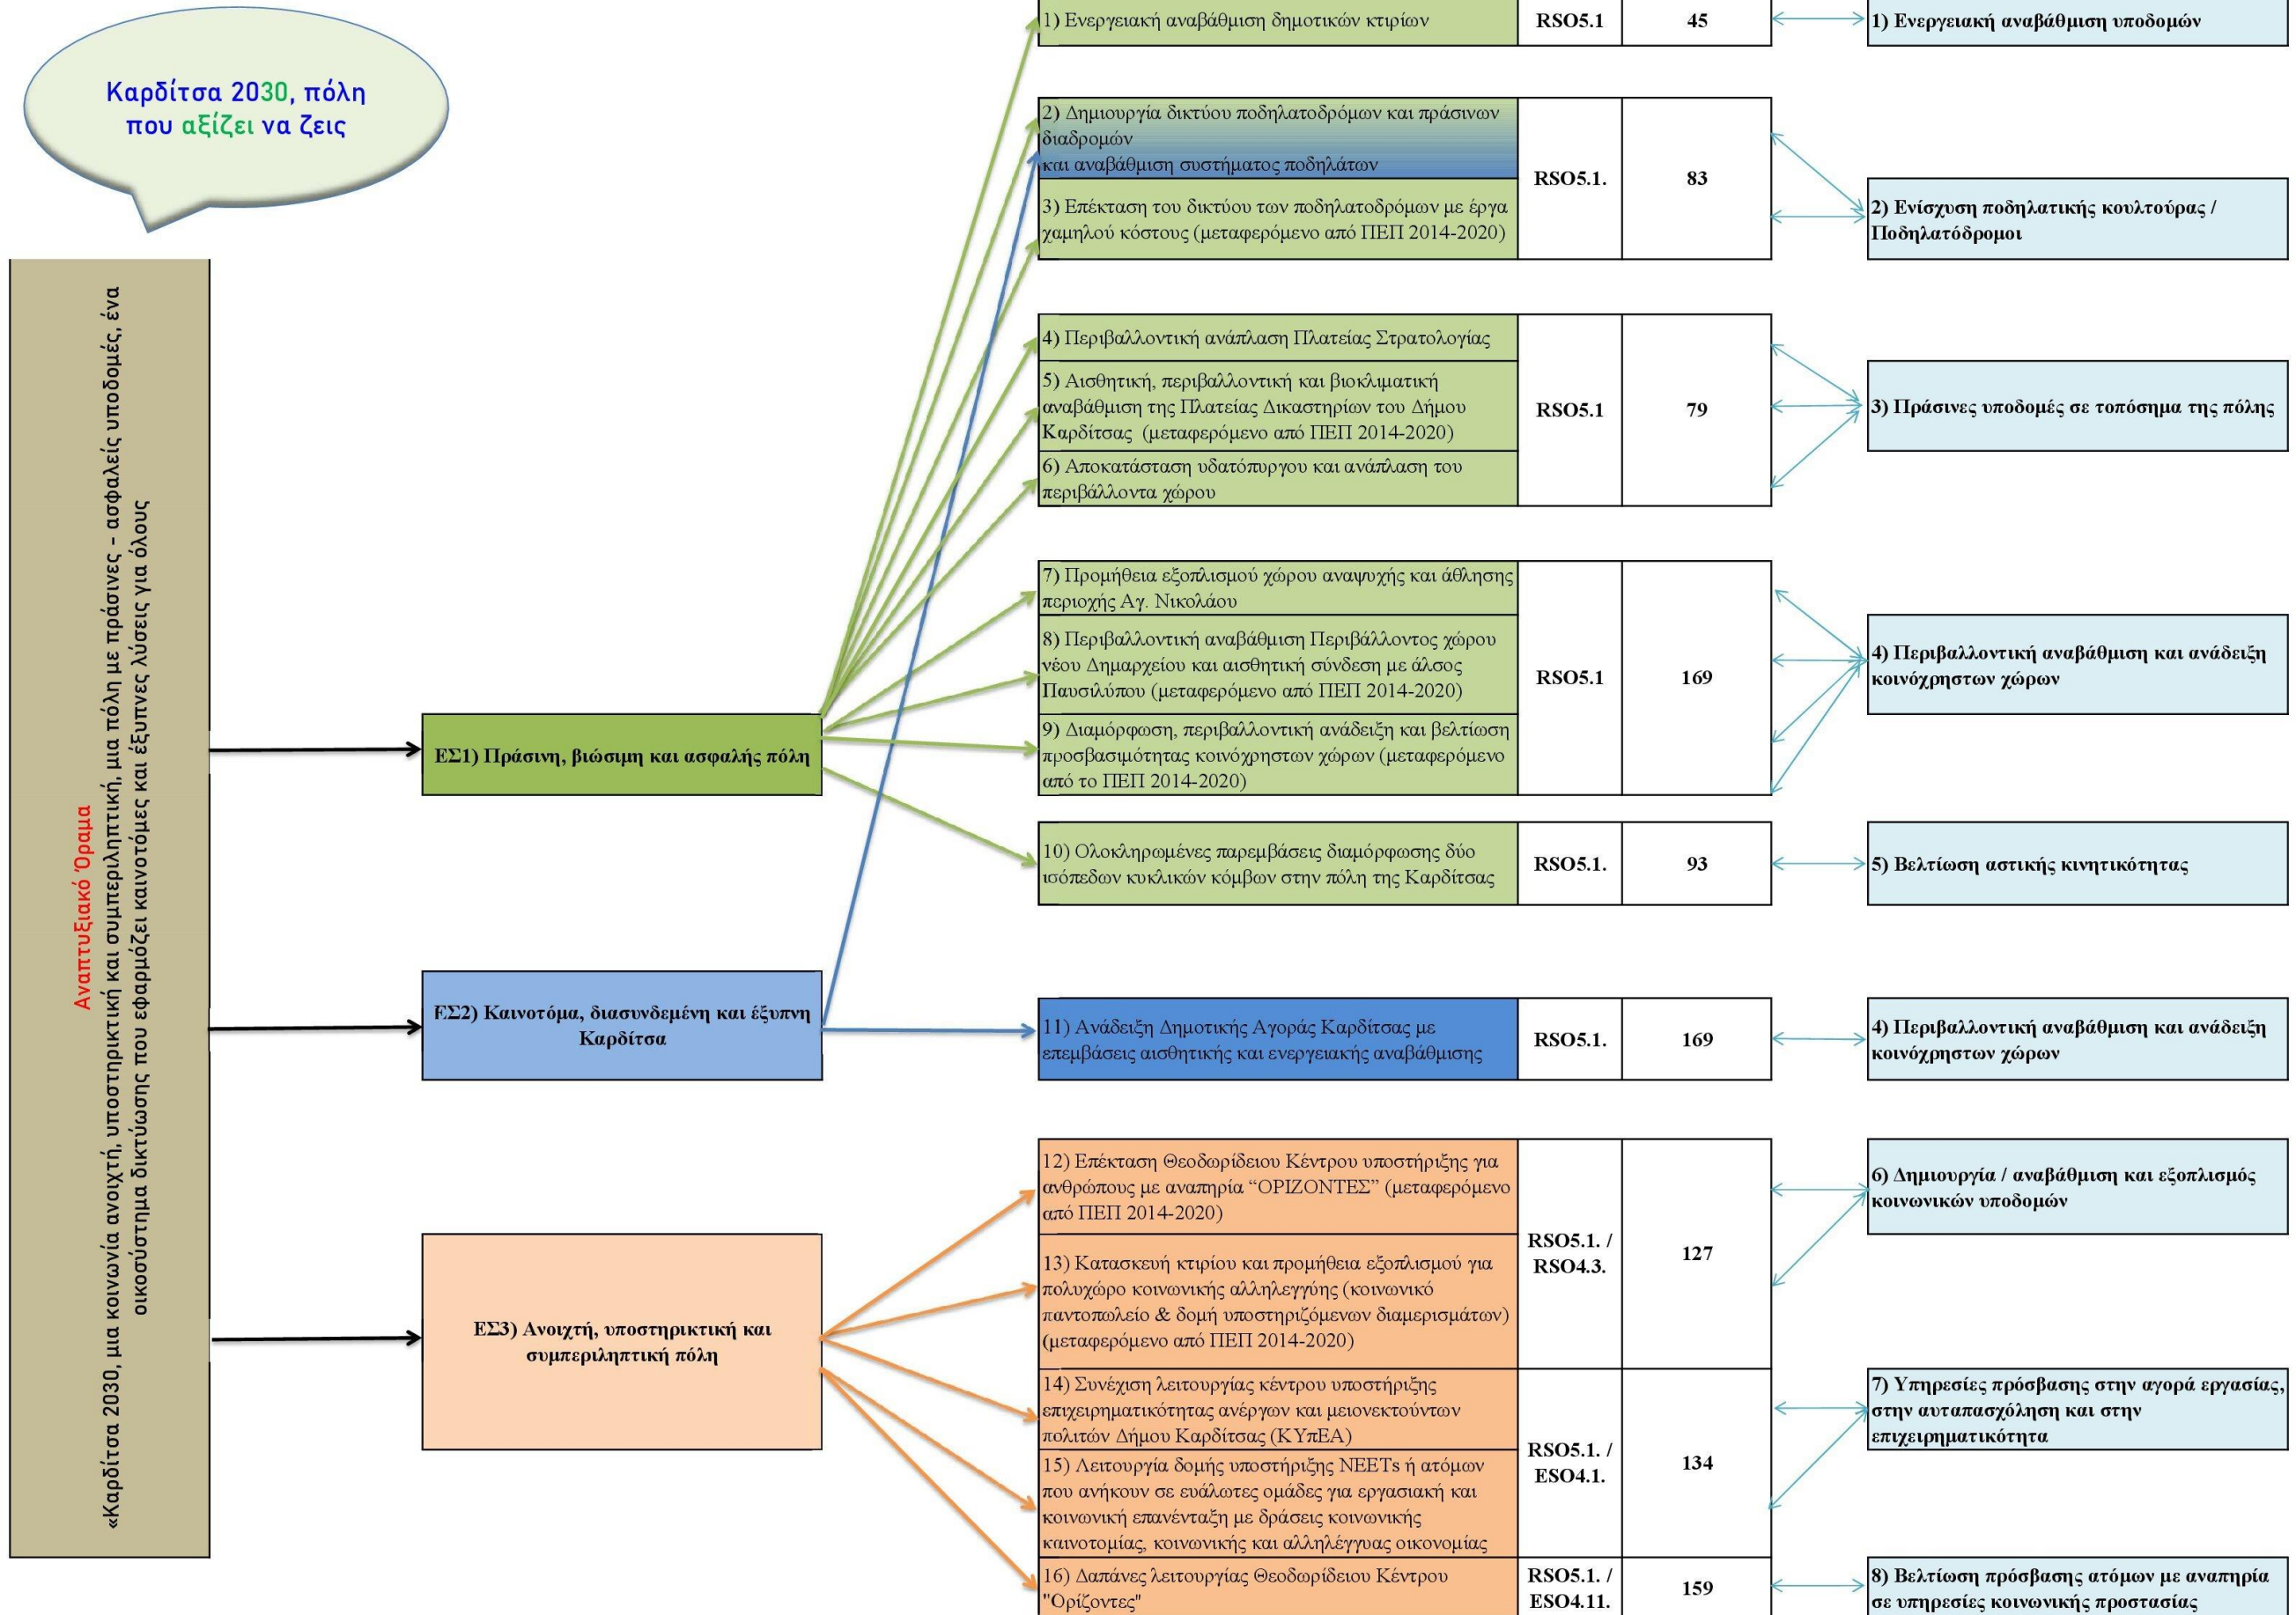 Καρδίτσα 2030, πόλη
που αξίζει να ζεις
Αναπτυξιακό Όραμα
«Καρδίτσα 2030, μια κοινωνία ανοιχτή, υποστηρικτική και συμπεριληπτική, μια πόλη με πράσινες - ασφαλείς υποδομές, ένα
οικοσύστημα δικτύωσης που εφαρμόζει καινοτόμες και έξυπνες λύσεις για όλους
ΕΣ1) Πράσινη, βιώσιμη και ασφαλής πόλη
ΕΣ2) Καινοτόμα, διασυνδεμένη και έξυπνη
Καρδίτσα
ΕΣ3) Ανοιχτή, υποστηρικτική και
συμπεριληπτική πόλη
1) Ενεργειακή αναβάθμιση δημοτικών κτιρίων
RSO5.1
45
1) Ενεργειακή αναβάθμιση υποδομών
2) Δημιουργία δικτύου ποδηλατοδρόμων και πράσινων
διαδρομών
και αναβάθμιση συστήματος ποδηλάτων
3) Επέκταση του δικτύου των ποδηλατοδρόμων με έργα
χαμηλού κόστους (μεταφερόμενο από ΠΕΠ 2014-2020)
RSO5.1.
83
2) Ενίσχυση ποδηλατικής κουλτούρας /
Ποδηλατόδρομοι
4) Περιβαλλοντική ανάπλαση Πλατείας Στρατολογίας
5) Αισθητική, περιβαλλοντική και βιοκλιματική
αναβάθμιση της Πλατείας Δικαστηρίων του Δήμου
Καρδίτσας (μεταφερόμενο από ΠΕΠ 2014-2020)
6) Αποκατάσταση υδατόπυργου και ανάπλαση του
περιβάλλοντα χώρου
RSO5.1
79
3) Πράσινες υποδομές σε τοπόσημα της πόλης
7) Προμήθεια εξοπλισμού χώρου αναψυχής και άθλησης
περιοχής Αγ. Νικολάου
8) Περιβαλλοντική αναβάθμιση Περιβάλλοντος χώρου
νέου Δημαρχείου και αισθητική σύνδεση με άλσος
Παυσιλύπου (μεταφερόμενο από ΠΕΠ 2014-2020)
9) Διαμόρφωση, περιβαλλοντική ανάδειξη και βελτίωση
προσβασιμότητας κοινόχρηστων χώρων (μεταφερόμενο
από το ΠΕΠ 2014-2020)
RSO5.1
169
4) Περιβαλλοντική αναβάθμιση και ανάδειξη
κοινόχρηστων χώρων
10) Ολοκληρωμένες παρεμβάσεις διαμόρφωσης δύο
ισόπεδων κυκλικών κόμβων στην πόλη της Καρδίτσας
RSO5.1.
93
5) Βελτίωση αστικής κινητικότητας
11) Ανάδειξη Δημοτικής Αγοράς Καρδίτσας με
επεμβάσεις αισθητικής και ενεργειακής αναβάθμισης
RSO5.1.
169
4) Περιβαλλοντική αναβάθμιση και ανάδειξη
κοινόχρηστων χώρων
12) Επέκταση Θεοδωρίδειου Κέντρου υποστήριξης για
ανθρώπους με αναπηρία “ΟΡΙΖΟΝΤΕΣ” (μεταφερόμενο
από ΠΕΠ 2014-2020)
13) Κατασκευή κτιρίου και προμήθεια εξοπλισμού για
πολυχώρο κοινωνικής αλληλεγγύης (κοινωνικό
παντοπωλείο & δομή υποστηριζόμενων διαμερισμάτων)
(μεταφερόμενο από ΠΕΠ 2014-2020)
RSO5.1. /
RSO4.3.
127
6) Δημιουργία / αναβάθμιση και εξοπλισμός
κοινωνικών υποδομών
14) Συνέχιση λειτουργίας κέντρου υποστήριξης
επιχειρηματικότητας ανέργων και μειονεκτούντων
πολιτών Δήμου Καρδίτσας (ΚΥπΕΑ)
15) Λειτουργία δομής υποστήριξης NEETs ή ατόμων
που ανήκουν σε ευάλωτες ομάδες για εργασιακή και
κοινωνική επανένταξη με δράσεις κοινωνικής
καινοτομίας, κοινωνικής και αλληλέγγυας οικονομίας
RSO5.1. /
ESO4.1.
134
7) Υπηρεσίες πρόσβασης στην αγορά εργασίας,
στην αυταπασχόληση και στην
επιχειρηματικότητα
16) Δαπάνες λειτουργίας Θεοδωρίδειου Κέντρου
"Ορίζοντες"
RSO5.1. /
ESO4.11.
159
8) Βελτίωση πρόσβασης ατόμων με αναπηρία
σε υπηρεσίες κοινωνικής προστασίας